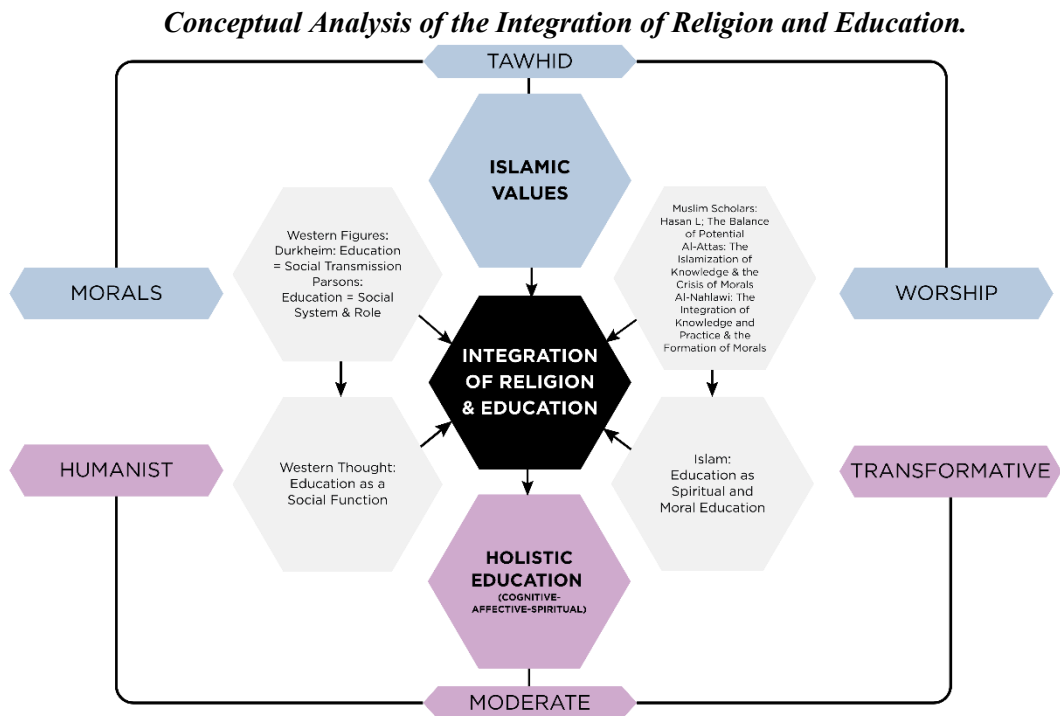 Conceptual Analysis of the Integration of Religion and Education.
TAWHID
ISLAMIC
VALUES
Western Figures:
Durkheim: Education
= Social Transmission
Parsons:
Education = Social
System & Role
Muslim Scholars:
Hasan L; The Balance
of Potential
Al-Attas: The
Islamization of
Knowledge & the
Crisis of Morals
Al-Nahlawi: The
Integration of
Knowledge and
Practice & the
Formation of Morals
MORALS
WORSHIP
INTEGRATION
OF RELIGION
& EDUCATION
HUMANIST
TRANSFORMATIVE
Western Thought:
Education as a
Social Function
Islam:
Education as
Spiritual and
Moral Education
HOLISTIC
EDUCATION
(COGNITIVE-
AFFECTIVE-SPIRITUAL)
MODERATE